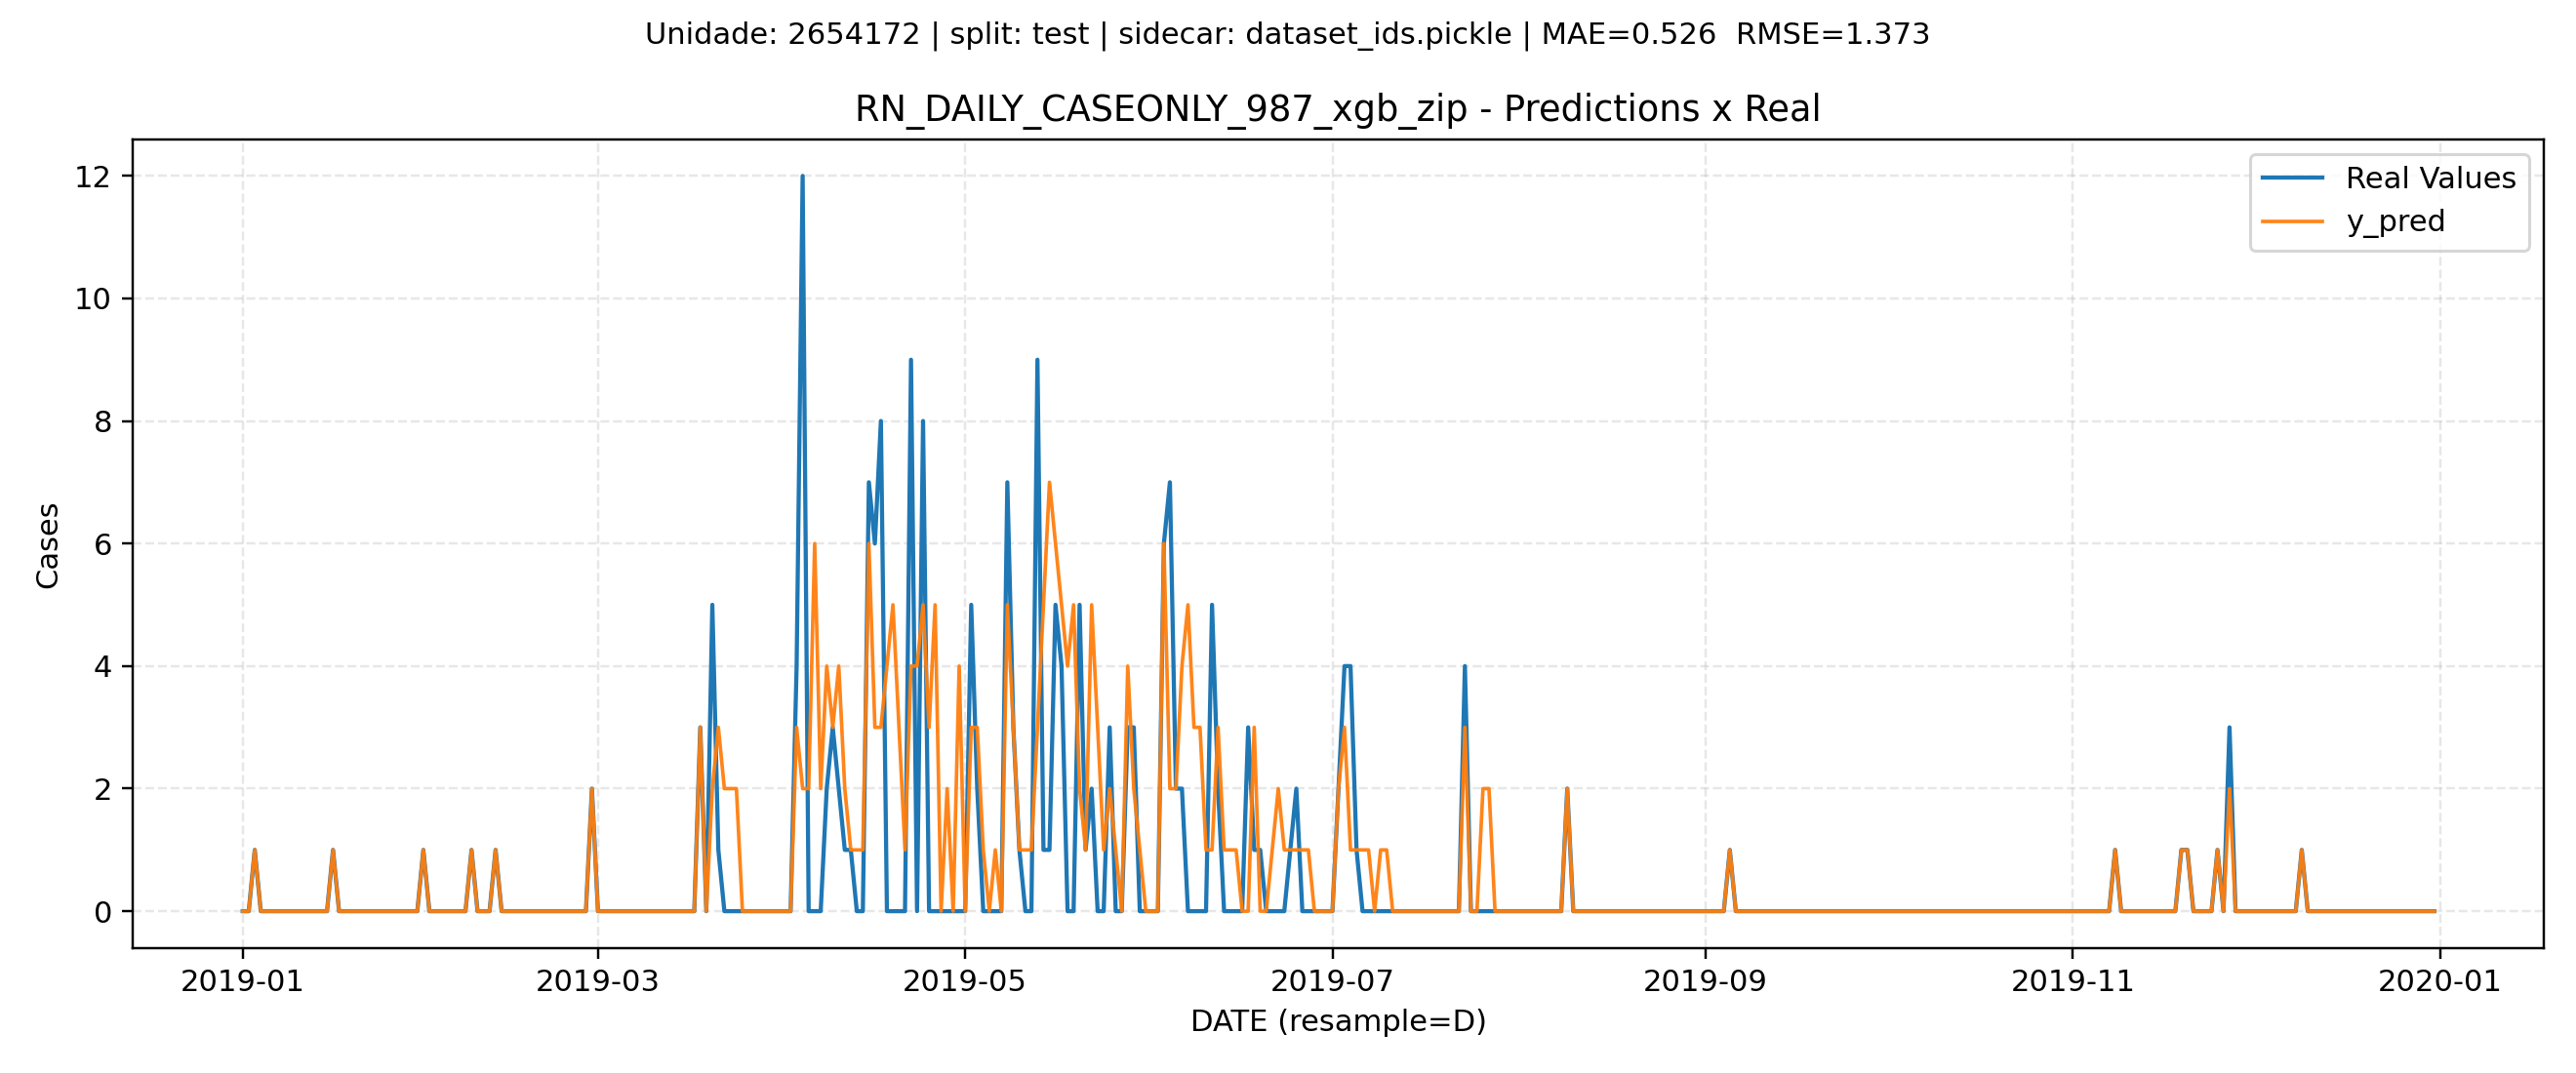 Unidade: 2654172 | split: test | sidecar: dataset_ids.pickle | MAE=0.526  RMSE=1.373
RN_DAILY_CASEONLY_987_xgb_zip - Predictions x Real
Real Values
y_pred
12
10
8
6
4
2
0
Cases
2019-01
2019-03
2019-05
2019-07
2019-09
2019-11
2020-01
DATE (resample=D)